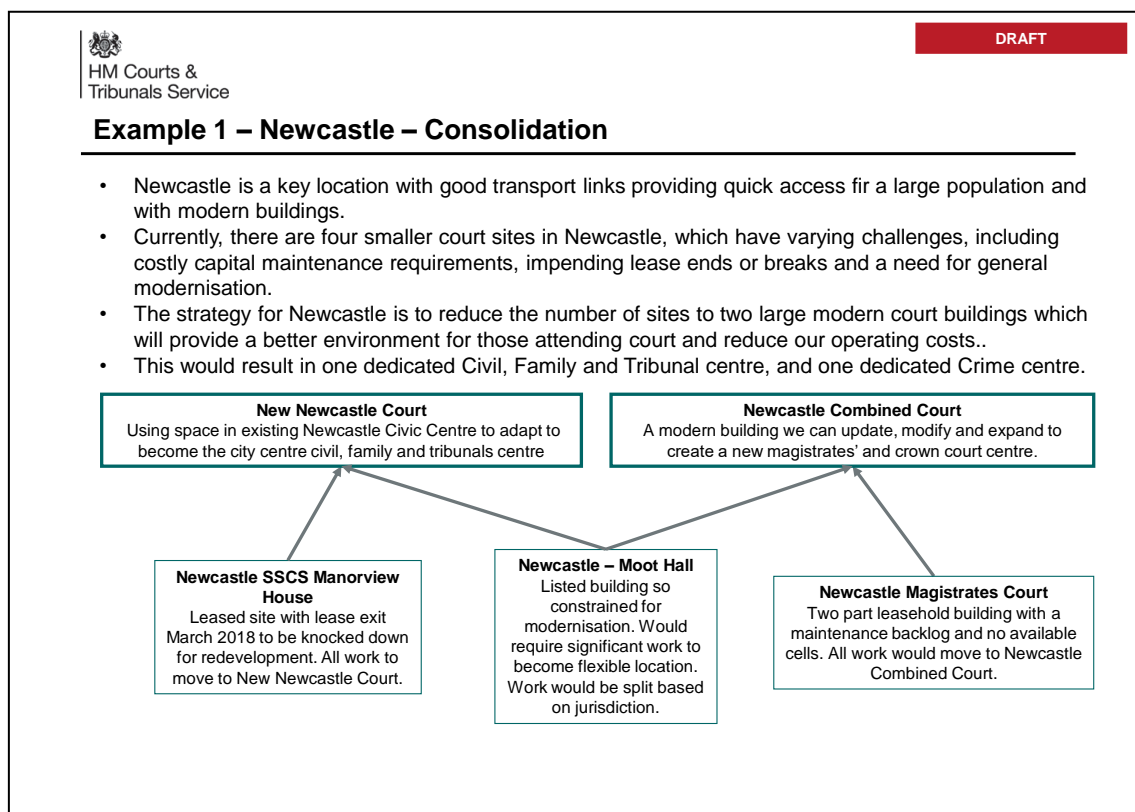 HM Courts &
Tribunals Service
DRAFT
Example 1 – Newcastle – Consolidation
• Newcastle is a key location with good transport links providing quick access fir a large population and
with modern buildings.
• Currently, there are four smaller court sites in Newcastle, which have varying challenges, including
costly capital maintenance requirements, impending lease ends or breaks and a need for general
modernisation.
• The strategy for Newcastle is to reduce the number of sites to two large modern court buildings which
will provide a better environment for those attending court and reduce our operating costs..
• This would result in one dedicated Civil, Family and Tribunal centre, and one dedicated Crime centre.
New Newcastle Court
Using space in existing Newcastle Civic Centre to adapt to
become the city centre civil, family and tribunals centre
Newcastle Combined Court
A modern building we can update, modify and expand to
create a new magistrates' and crown court centre.
Newcastle SSCS Manorview
House
Leased site with lease exit
March 2018 to be knocked down
for redevelopment. All work to
move to New Newcastle Court.
Newcastle – Moot Hall
Listed building so
constrained for
modernisation. Would
require significant work to
become flexible location.
Work would be split based
on jurisdiction.
Newcastle Magistrates Court
Two part leasehold building with a
maintenance backlog and no available
cells. All work would move to Newcastle
Combined Court.